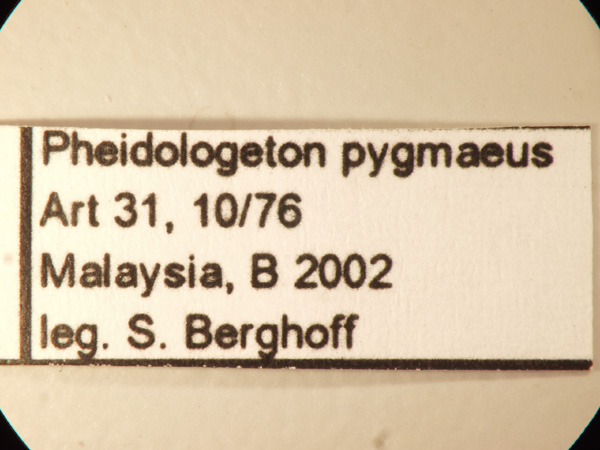 Pheidologeton pygmaeus
Art 31, 10/76
Malaysia, B 2002
leg. S. Berghoff